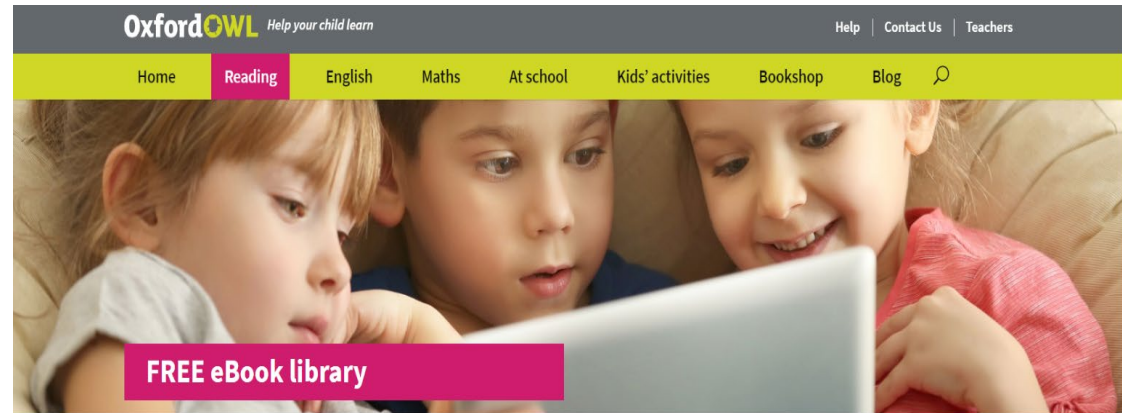 OxfordOWL Help your child learn
Help | Contact Us | Teachers
Home Reading English Maths At school Kids' activities Bookshop Blog
FREE eBook library